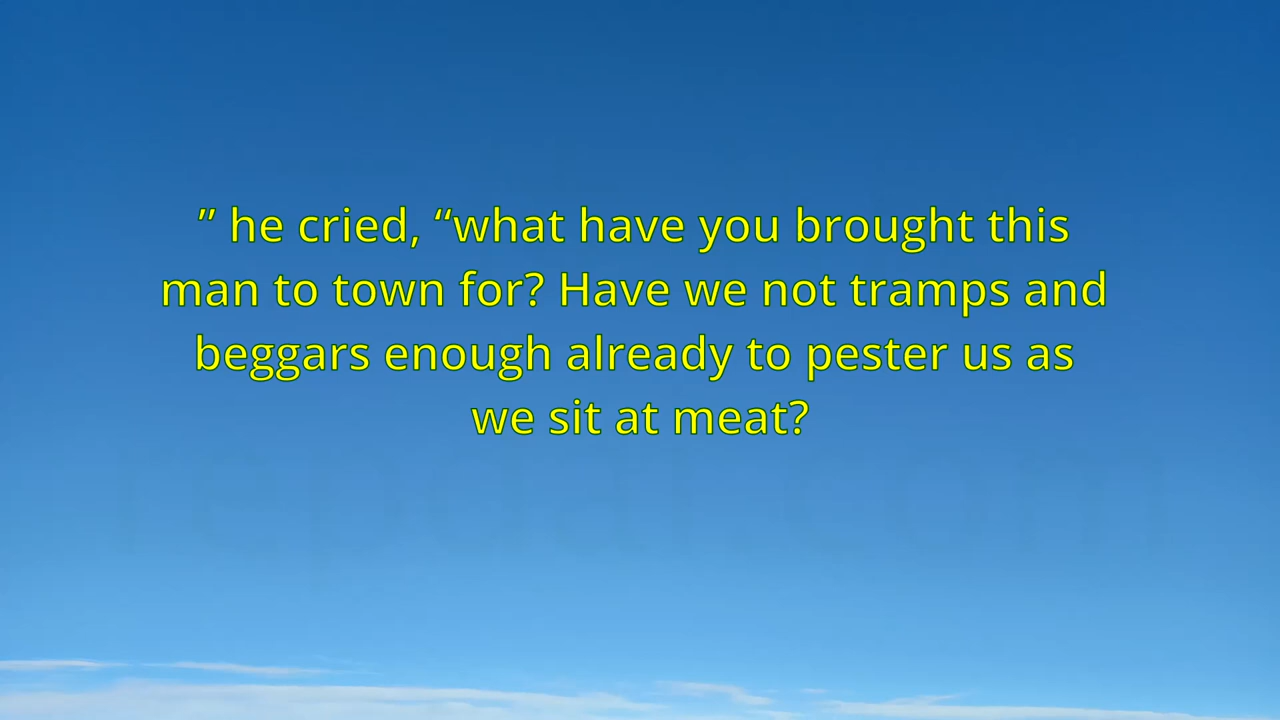 ” he cried, “what have you brought this
man to town for? Have we not tramps and
beggars enough already to pester us as
we sit at meat?